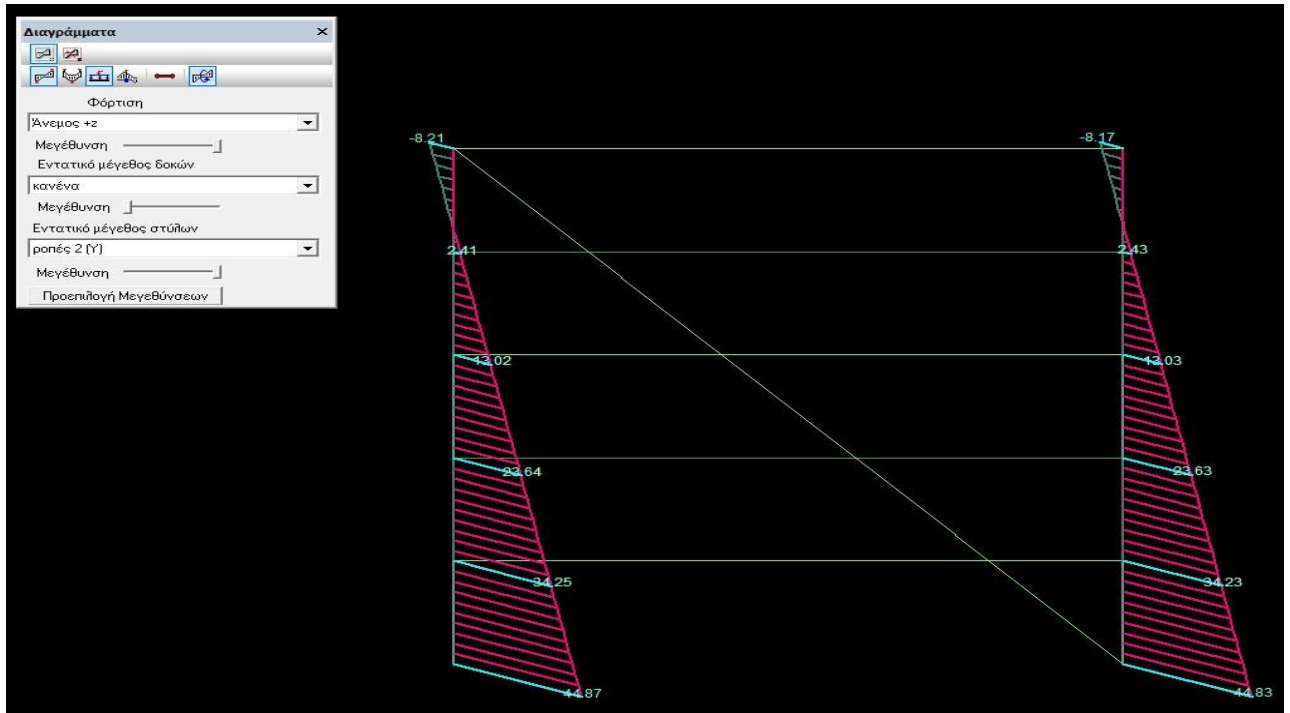 Διαγράμματα
Φόρτιση
Άνεμος +z
Μεγέθυνση
Εντατικό μέγεθος δοκών
κανένα
Μεγέθυνση
Εντατικό μέγεθος στύλων
ροπές 2 (Y)
Μεγέθυνση
Προεπιλογή Μεγεθύνσεων
-8.21 -8.17
2.41 2.43
13.02 13.03
23.64 23.63
34.25 34.23
44.87 44.83